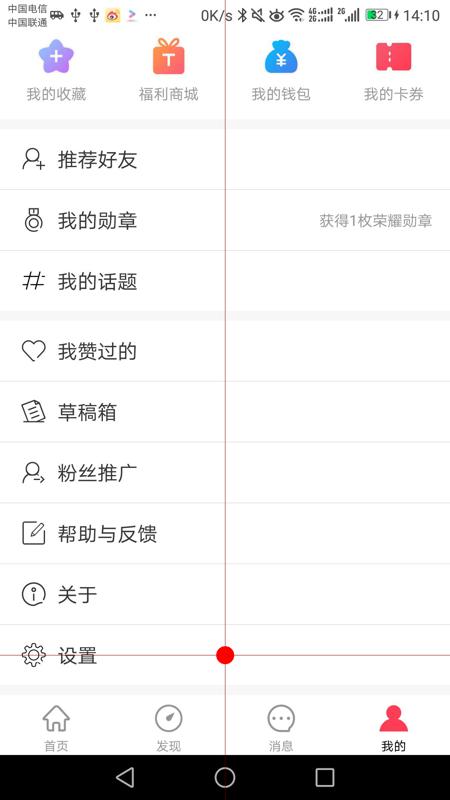 中国电信
中国联通
0K/s 4G 2G 2G 32 14:10
我的收藏 福利商城 我的钱包 我的卡券
推荐好友
我的勋章 获得1枚荣耀勋章
我的话题
我赞过的
草稿箱
粉丝推广
帮助与反馈
关于
设置
首页 发现 消息 我的